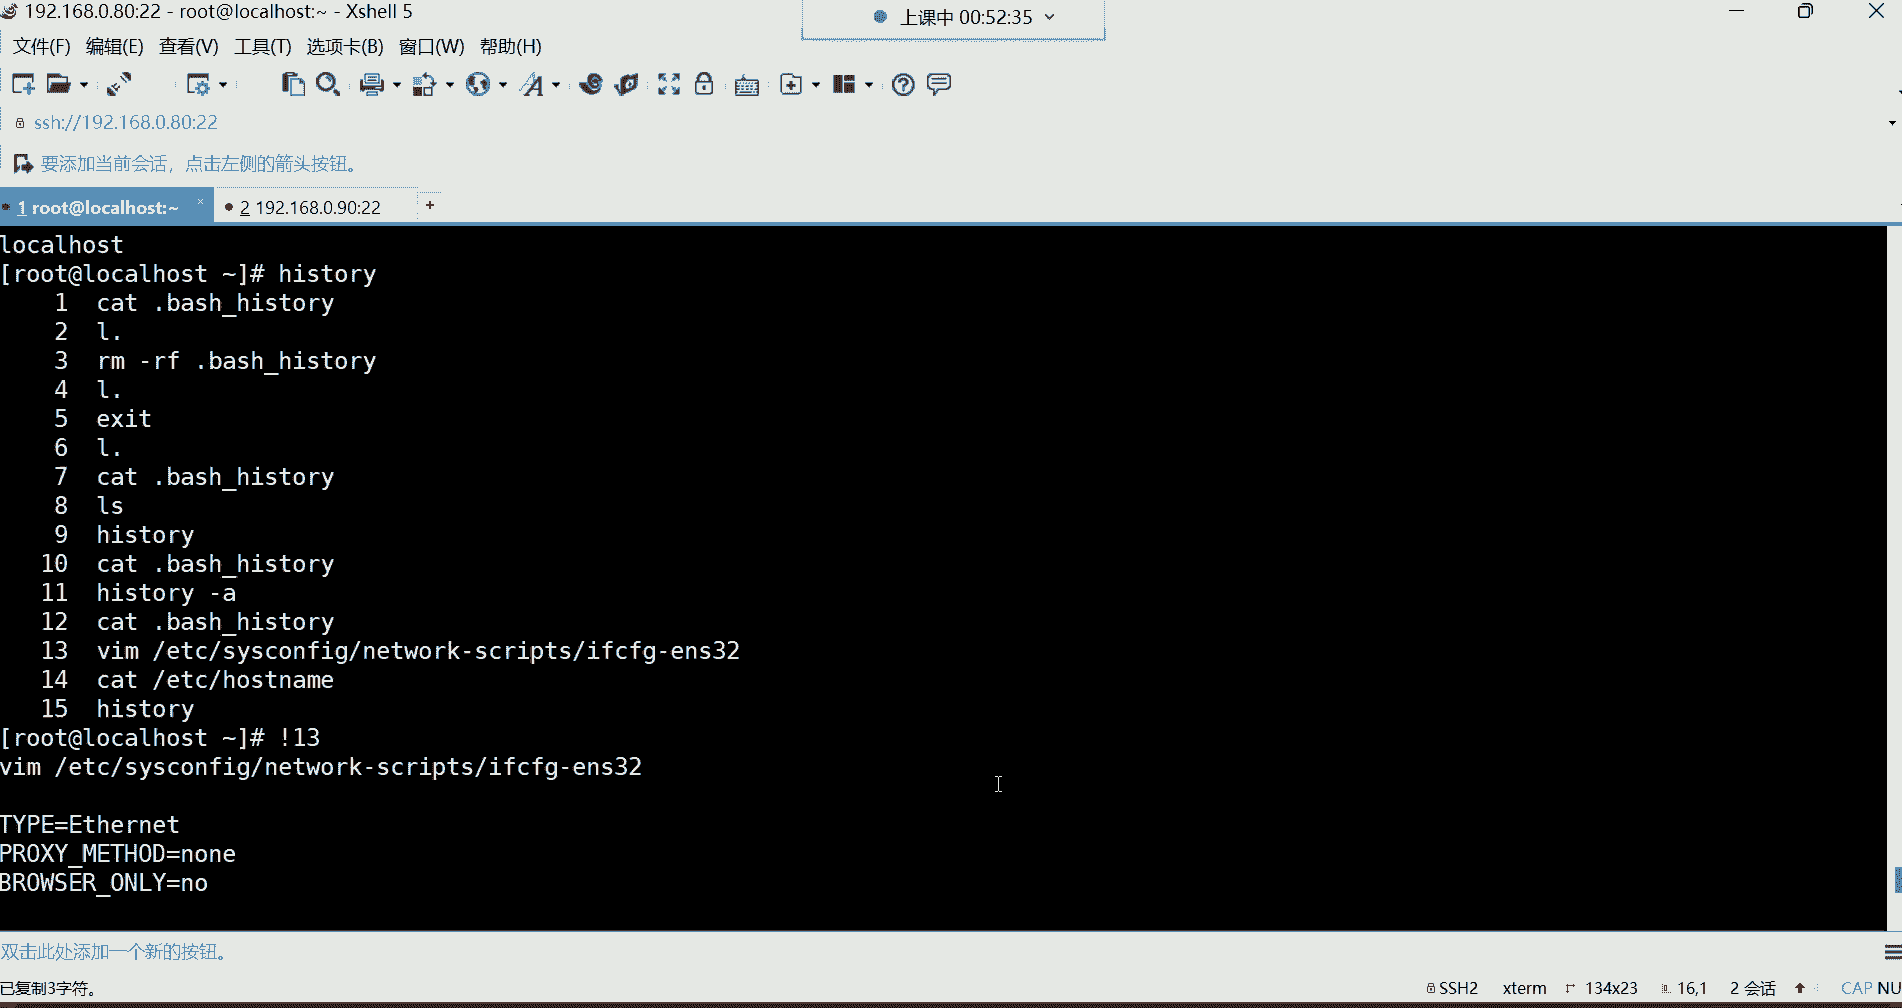 192.168.0.80:22 - root@localhost:~ - Xshell 5
上课中 00:52:35
文件(F) 编辑(E) 查看(V) 工具(T) 选项卡(B) 窗口(W) 帮助(H)
ssh://192.168.0.80:22
要添加当前会话，点击左侧的箭头按钮。
1 root@localhost:~ × 2 192.168.0.90:22 +
localhost
[root@localhost ~]# history
1 cat .bash_history
2 l.
3 rm -rf .bash_history
4 l.
5 exit
6 l.
7 cat .bash_history
8 ls
9 history
10 cat .bash_history
11 history -a
12 cat .bash_history
13 vim /etc/sysconfig/network-scripts/ifcfg-ens32
14 cat /etc/hostname
15 history
[root@localhost ~]# !13
vim /etc/sysconfig/network-scripts/ifcfg-ens32
TYPE=Ethernet
PROXY_METHOD=none
BROWSER_ONLY=no
双击此处添加一个新的按钮。
已复制3字符。 SSH2 xterm 134x23 16,1 2 会话 CAP NU